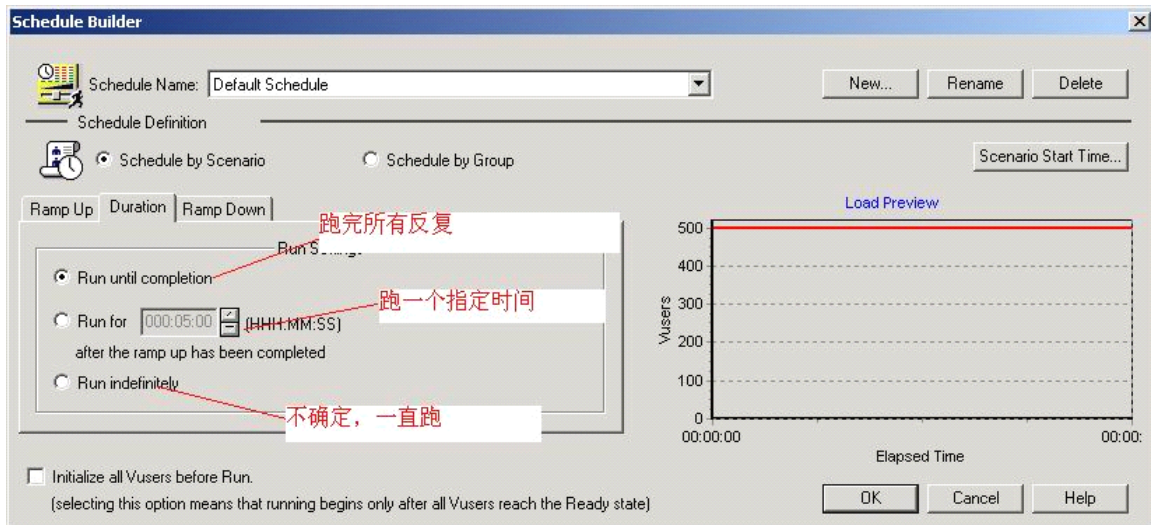 Schedule Builder
Schedule Name: Default Schedule
New... Rename Delete
Schedule Definition
Schedule by Scenario Schedule by Group Scenario Start Time...
Ramp Up Duration Ramp Down
跑完所有反复
Run
Run until completion
跑一个指定时间
Run for 000:05:00 (HHH:MM:SS)
after the ramp up has been completed
Run indefinitely
不确定，一直跑
Load Preview
500
400
300
200
100
0
Vusers
00:00:00 00:00:
Elapsed Time
Initialize all Vusers before Run.
(selecting this option means that running begins only after all Vusers reach the Ready state)
OK Cancel Help